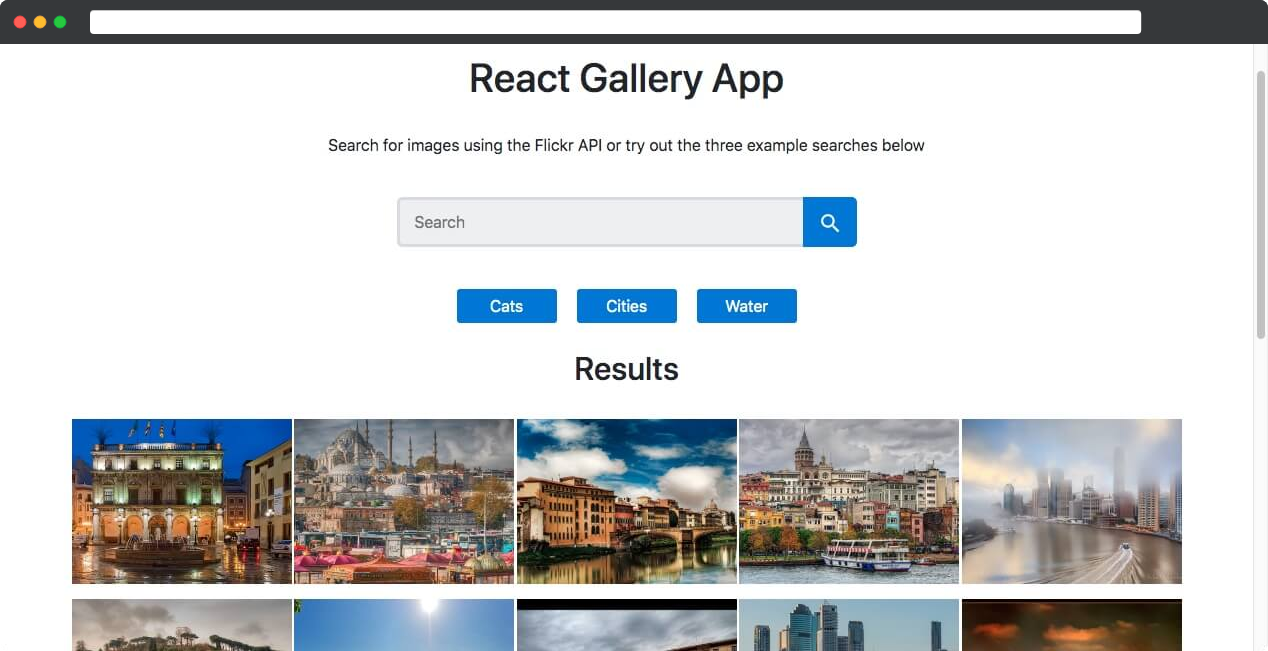 React Gallery App
Search for images using the Flickr API or try out the three example searches below
Search
Cats
Cities
Water
Results